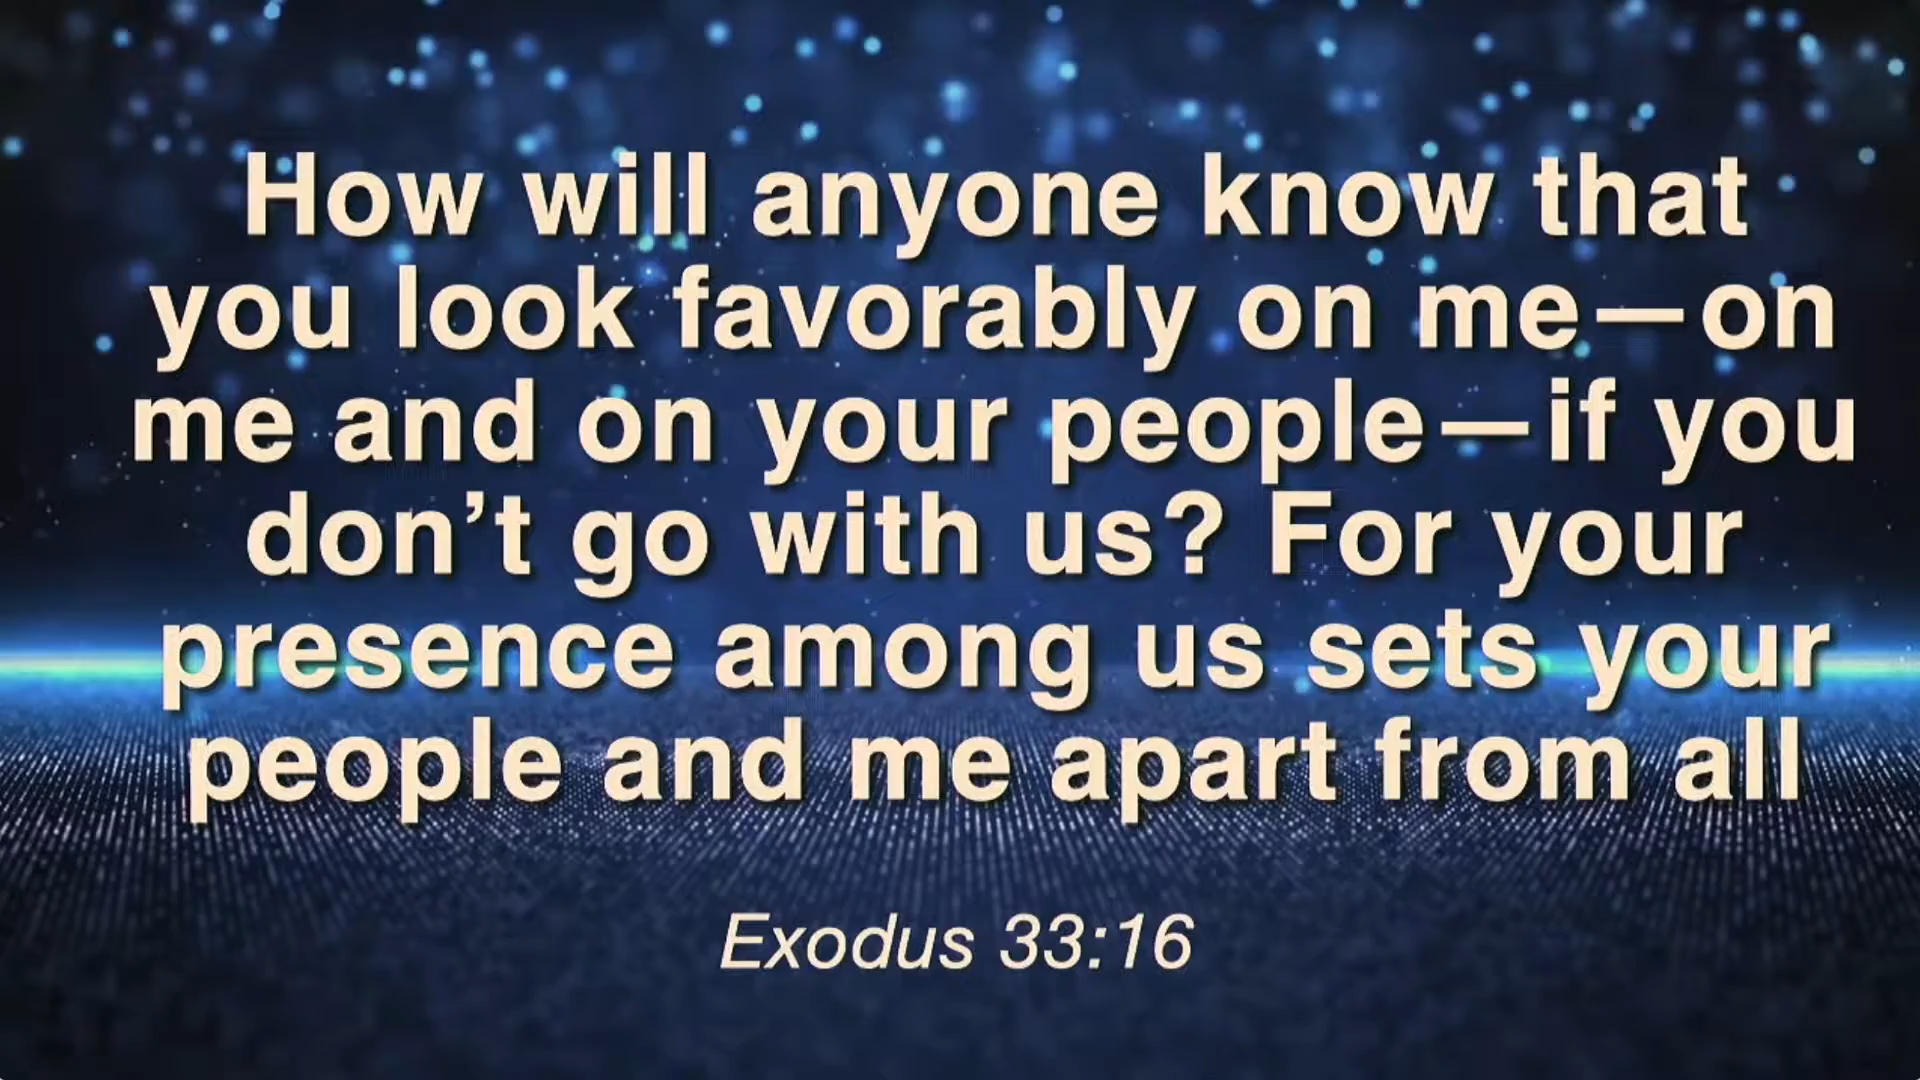 How will anyone know that
you look favorably on me—on
me and on your people—if you
don’t go with us? For your
presence among us sets your
people and me apart from all
Exodus 33:16